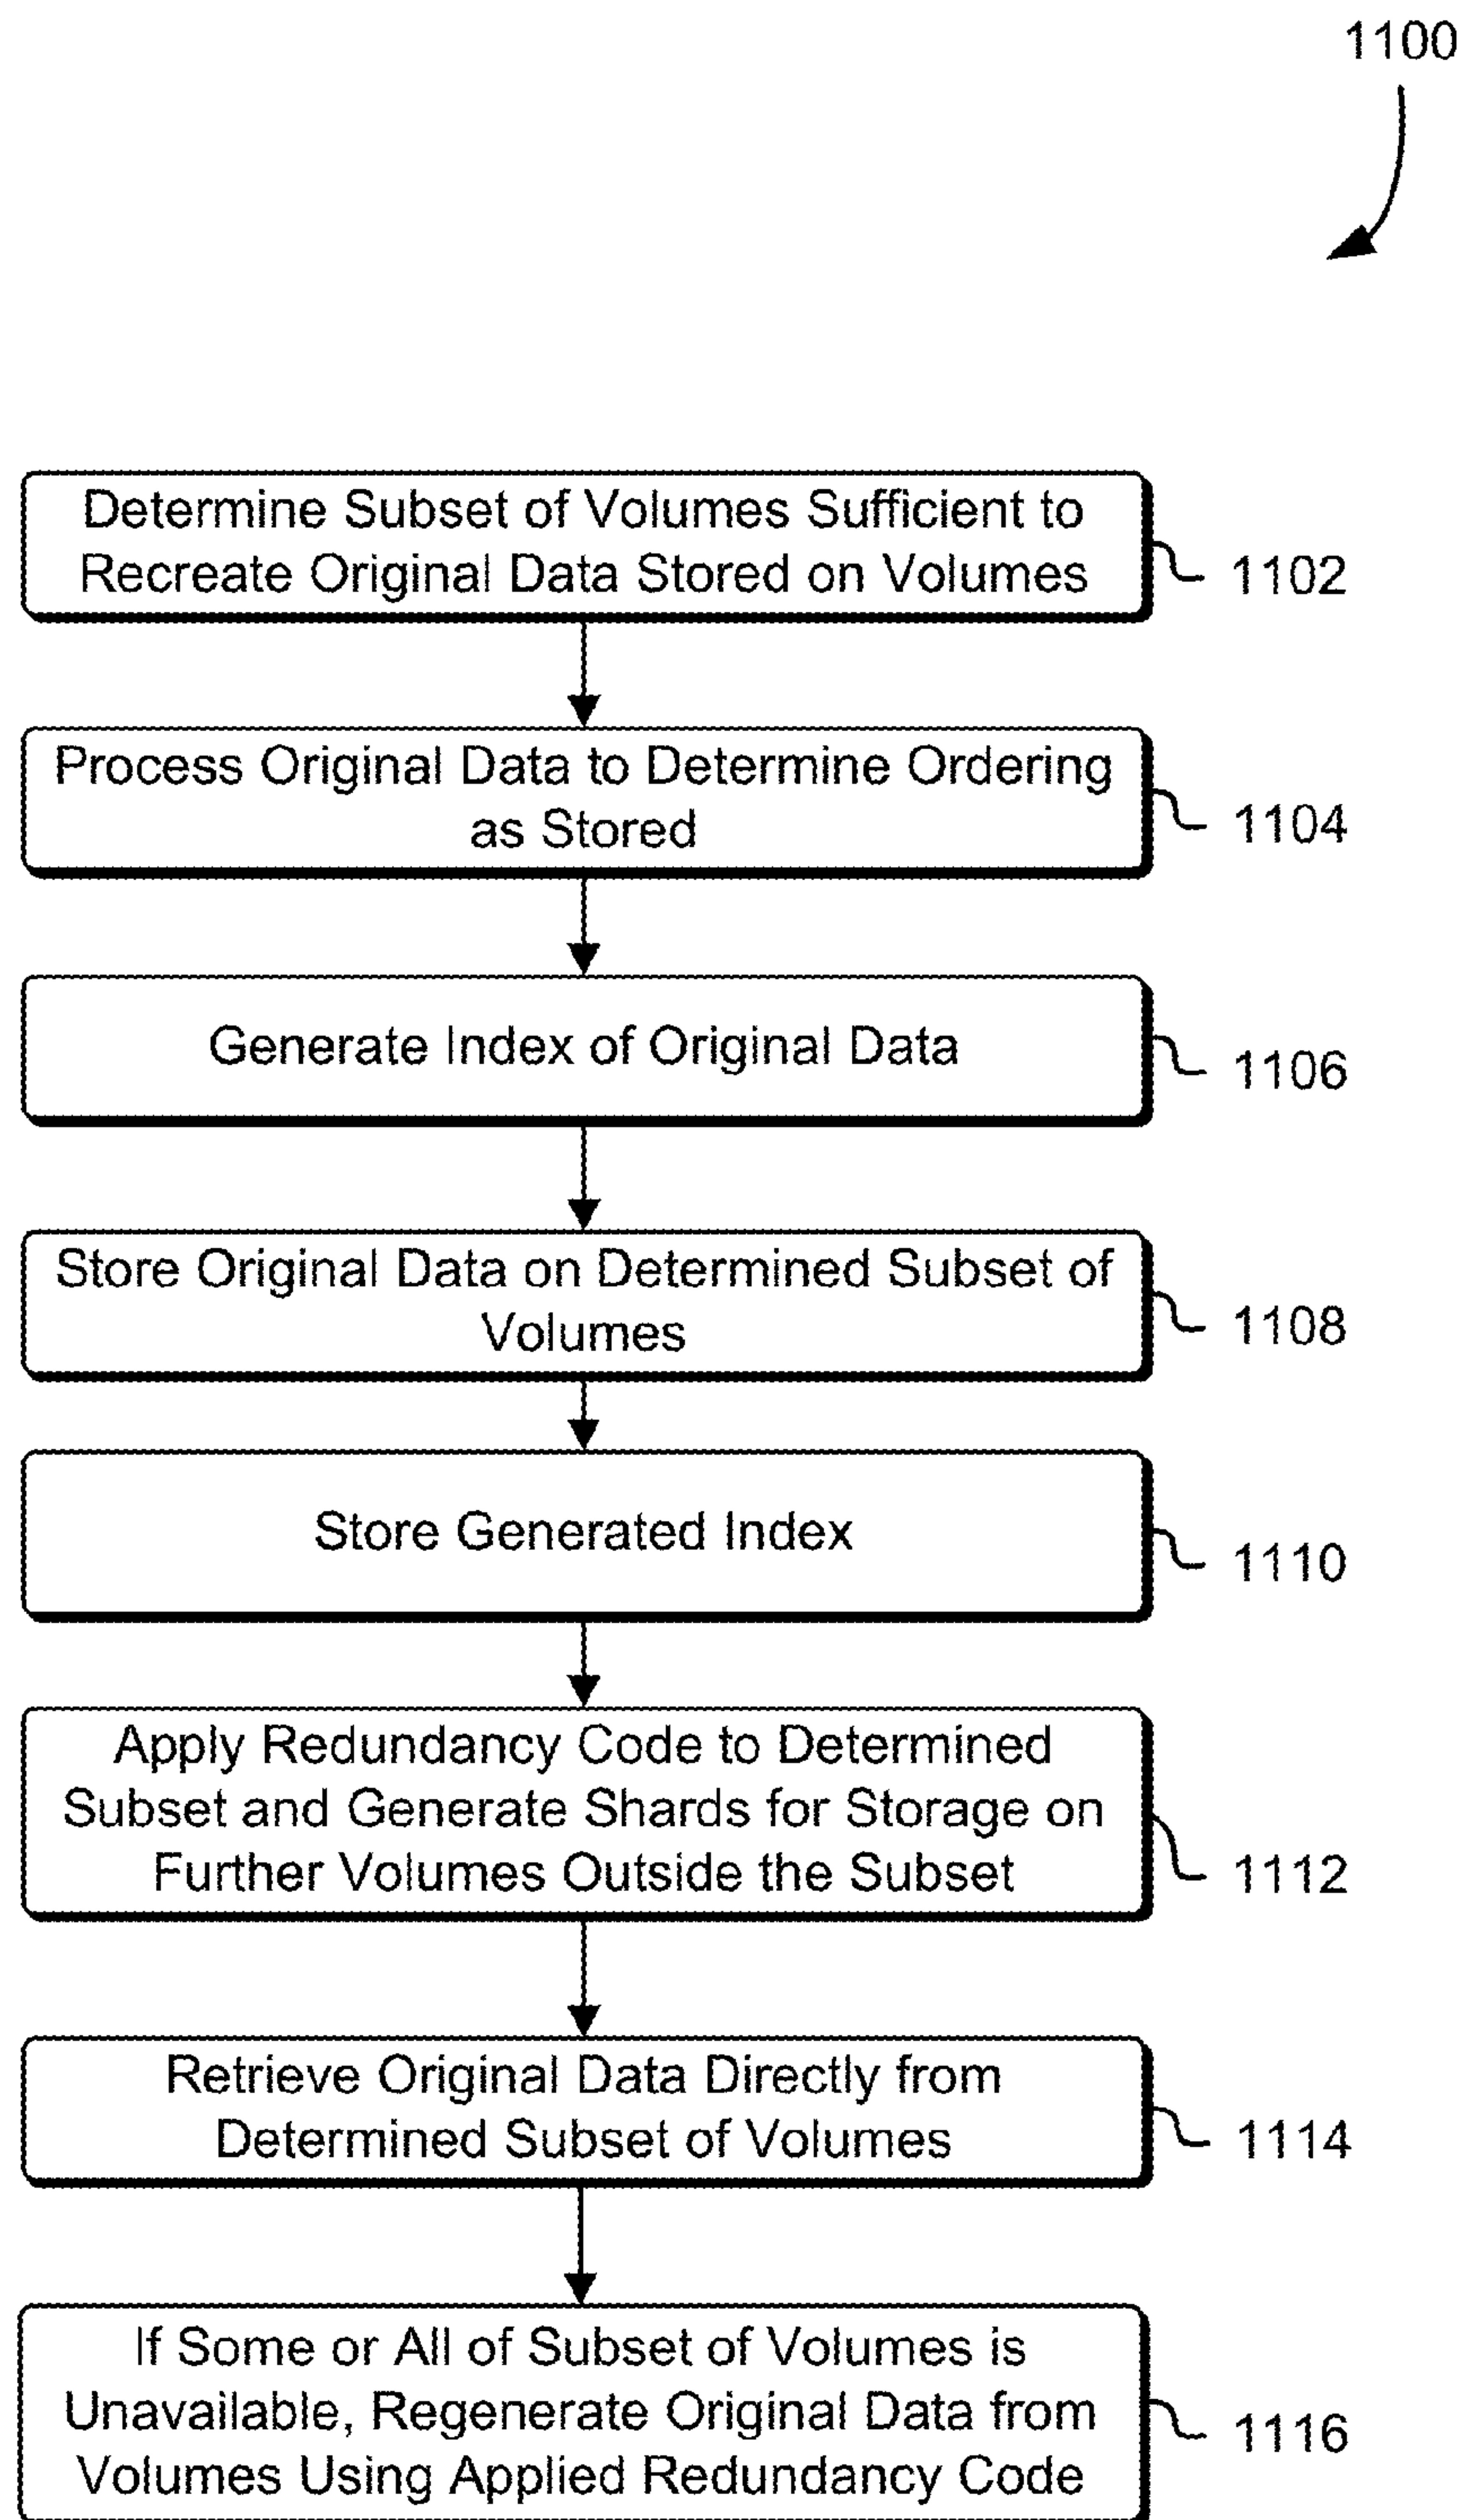 1100
Determine Subset of Volumes Sufficient to
Recreate Original Data Stored on Volumes
1102
Process Original Data to Determine Ordering
as Stored
1104
Generate Index of Original Data
1106
Store Original Data on Determined Subset of
Volumes
1108
Store Generated Index
1110
Apply Redundancy Code to Determined
Subset and Generate Shards for Storage on
Further Volumes Outside the Subset
1112
Retrieve Original Data Directly from
Determined Subset of Volumes
1114
If Some or All of Subset of Volumes is
Unavailable, Regenerate Original Data from
Volumes Using Applied Redundancy Code
1116